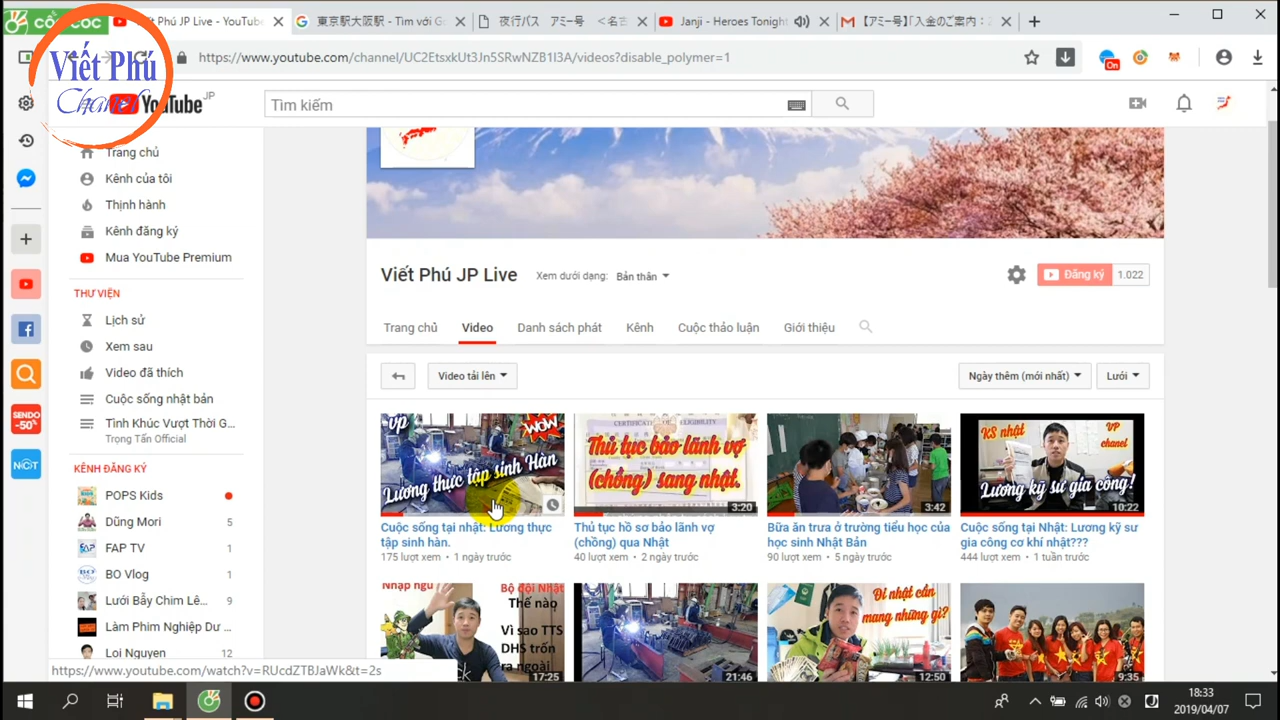 CỐC CỐC
Viết Phú JP Live - YouTube
東京駅大阪駅 - Tìm với Go
夜行バス アミー号 <名古
Janji - Heroes Tonight
【アミー号】「入金のご案内：
https://www.youtube.com/channel/UC2EtsxkUt3Jn5SRwNZB1I3A/videos?disable_polymer=1
On
Viết Phú
Chanel
YouTube JP
Tìm kiếm
Trang chủ
Kênh của tôi
Thịnh hành
Kênh đăng ký
Mua YouTube Premium
THƯ VIỆN
Lịch sử
Xem sau
Video đã thích
Cuộc sống nhật bản
Tình Khúc Vượt Thời G...
Trọng Tấn Official
KÊNH ĐĂNG KÝ
POPS Kids
Dũng Mori 5
FAP TV 1
BO Vlog 1
Lưới Bẫy Chim Lê... 9
Làm Phim Nghiệp Dư ...
Loi Nguyen 12
SENDO
-50%
NCT
Viết Phú JP Live
Xem dưới dạng: Bản thân
Đăng ký 1.022
Trang chủ Video Danh sách phát Kênh Cuộc thảo luận Giới thiệu
Video tải lên
Ngày thêm (mới nhất) Lưới
VP
WOW
Lương thực tập sinh Hàn
Cuộc sống tại nhật: Lương thực
tập sinh hàn.
175 lượt xem • 1 ngày trước
Thủ tục bảo lãnh vợ
(chồng) sang nhật.
3:20
Thủ tục hồ sơ bảo lãnh vợ
(chồng) qua Nhật
40 lượt xem • 2 ngày trước
3:42
Bữa ăn trưa ở trường tiểu học của
học sinh Nhật Bản
90 lượt xem • 5 ngày trước
KS nhật
VP
chanel
Lương kỹ sư gia công!
10:22
Cuộc sống tại Nhật: Lương kỹ sư
gia công cơ khí nhật???
444 lượt xem • 1 tuần trước
Nhập ngũ
Bộ đội Nhật
Thế nào
Vì sao TTS
DHS trốn
ra ngoài
17:25
21:46
Đi nhật cần
mang những gì?
12:50
9:35
https://www.youtube.com/watch?v=RUcdZTBJaWk&t=2s
18:33
2019/04/07